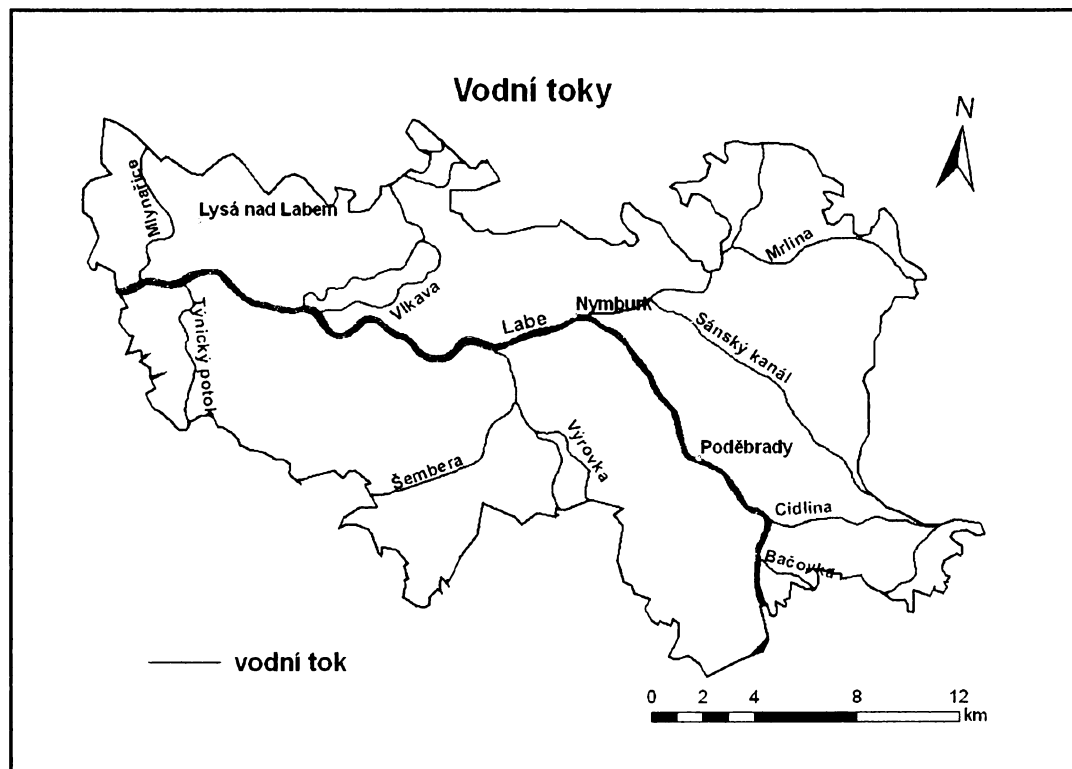 Vodní toky
N
Mlynařice
Lysá nad Labem
Mrlina
Týnický potok
Vlkava
Labe
Nymburk
Sánský kanál
Výrovka
Poděbrady
Šembera
Cidlina
Bačovka
vodní tok
0 2 4 8 12
km